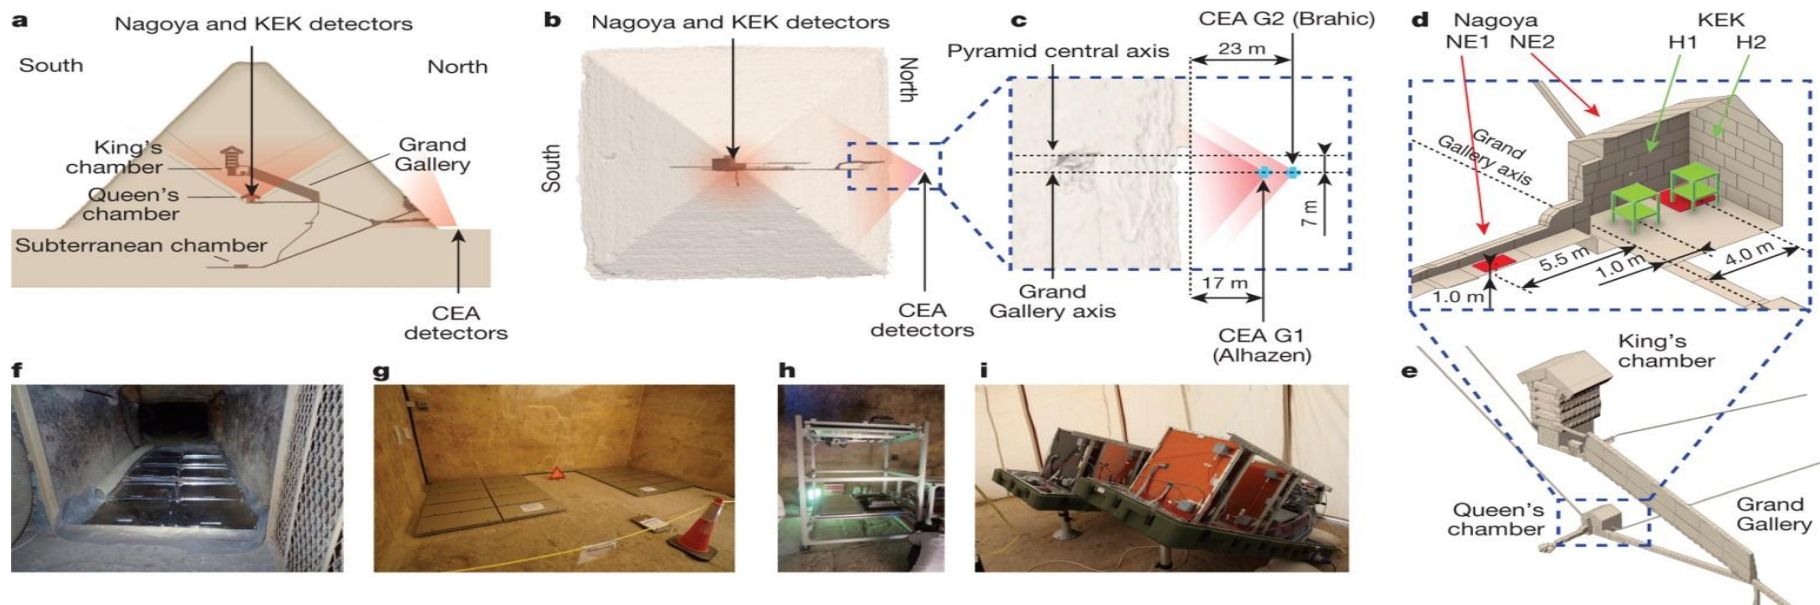 a
Nagoya and KEK detectors
South
North
King's
chamber
Grand
Gallery
Queen's
chamber
Subterranean chamber
CEA
detectors
b
Nagoya and KEK detectors
North
South
CEA
detectors
c
CEA G2 (Brahic)
23 m
Pyramid central axis
7 m
17 m
Grand
Gallery axis
CEA G1
(Alhazen)
d
Nagoya
KEK
NE1
NE2
H1
H2
Grand
Gallery axis
5.5 m
1.0 m
4.0 m
1.0 m
e
King's
chamber
Queen's
chamber
Grand
Gallery
f
g
h
i